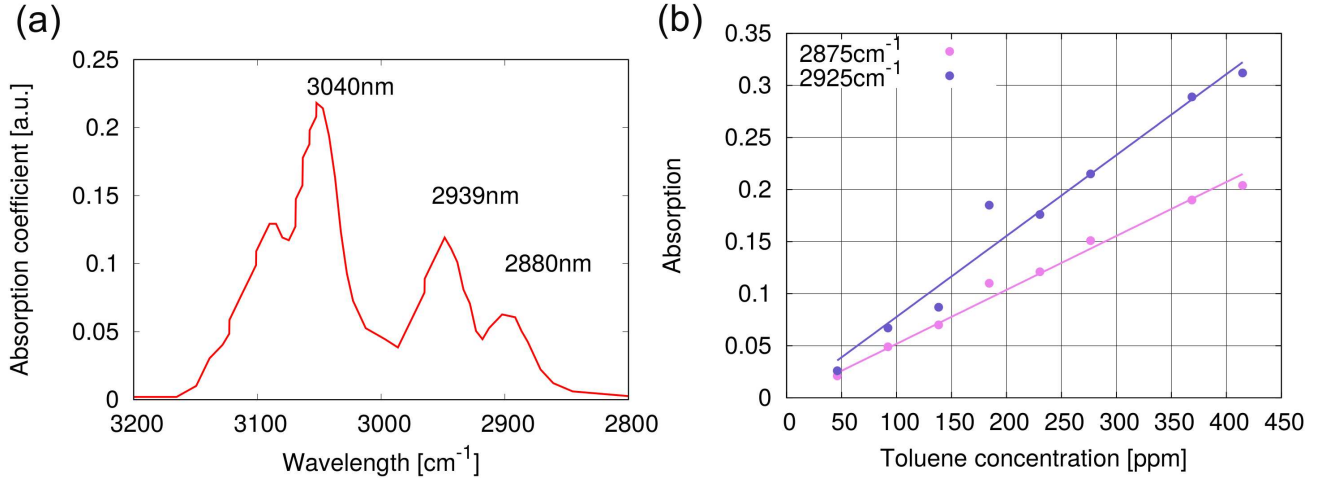 (a)
Absorption coefficient [a.u.]
0.25
0.2
0.15
0.1
0.05
0
3040nm
2939nm
2880nm
3200 3100 3000 2900 2800
Wavelength [cm⁻¹]
(b)
Absorption
0.35
0.3
0.25
0.2
0.15
0.1
0.05
0
2875cm⁻¹
2925cm⁻¹
0 50 100 150 200 250 300 350 400 450
Toluene concentration [ppm]